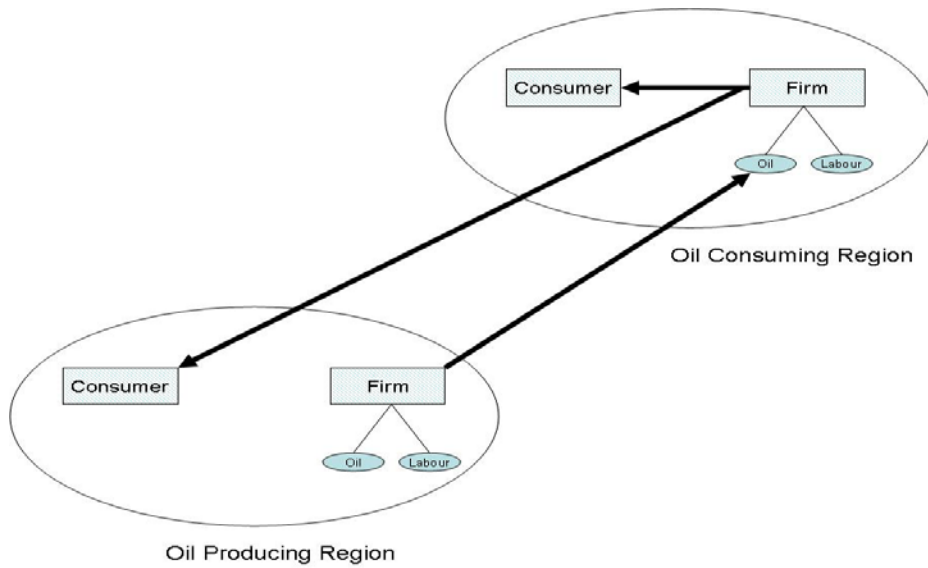 Consumer
Firm
Oil
Labour
Oil Consuming Region
Consumer
Firm
Oil
Labour
Oil Producing Region